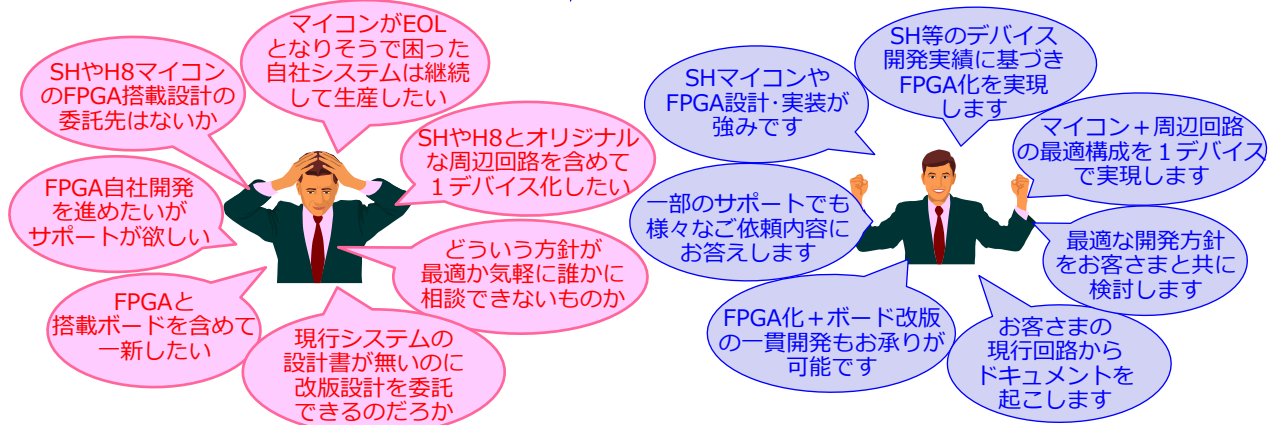 マイコンがEOL
となりそうで困った
自社システムは継続
して生産したい
SHやH8マイコン
のFPGA搭載設計の
委託先はないか
SHやH8とオリジナル
な周辺回路を含めて
１デバイス化したい
FPGA自社開発
を進めたいが
サポートが欲しい
どういう方針が
最適か気軽に誰かに
相談できないものか
FPGAと
搭載ボードを含めて
一新したい
現行システムの
設計書が無いのに
改版設計を委託
できるのだろか
SH等のデバイス
開発実績に基づき
FPGA化を実現
します
SHマイコンや
FPGA設計･実装が
強みです
マイコン＋周辺回路
の最適構成を１デバイス
で実現します
一部のサポートでも
様々なご依頼内容に
お答えします
最適な開発方針
をお客さまと共に
検討します
FPGA化＋ボード改版
の一貫開発もお承りが
可能です
お客さまの
現行回路から
ドキュメントを
起こします